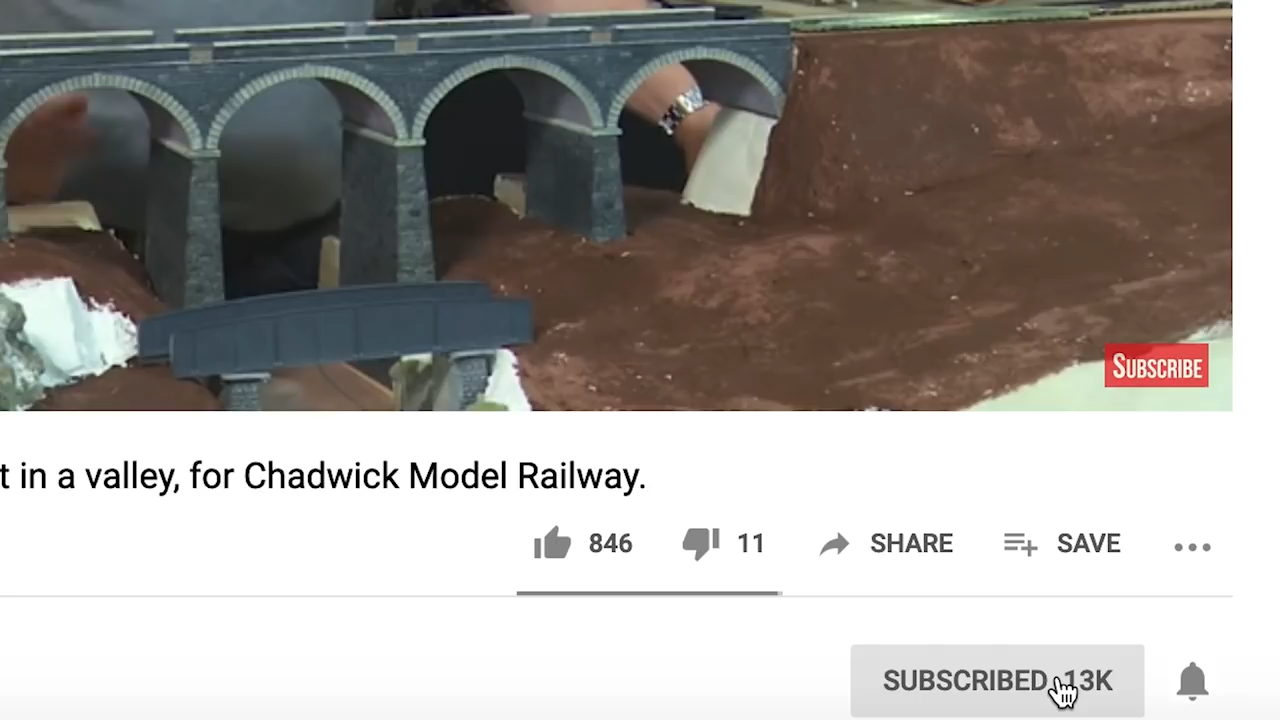 SUBSCRIBE
t in a valley, for Chadwick Model Railway.
846 11 SHARE SAVE
SUBSCRIBED 13K